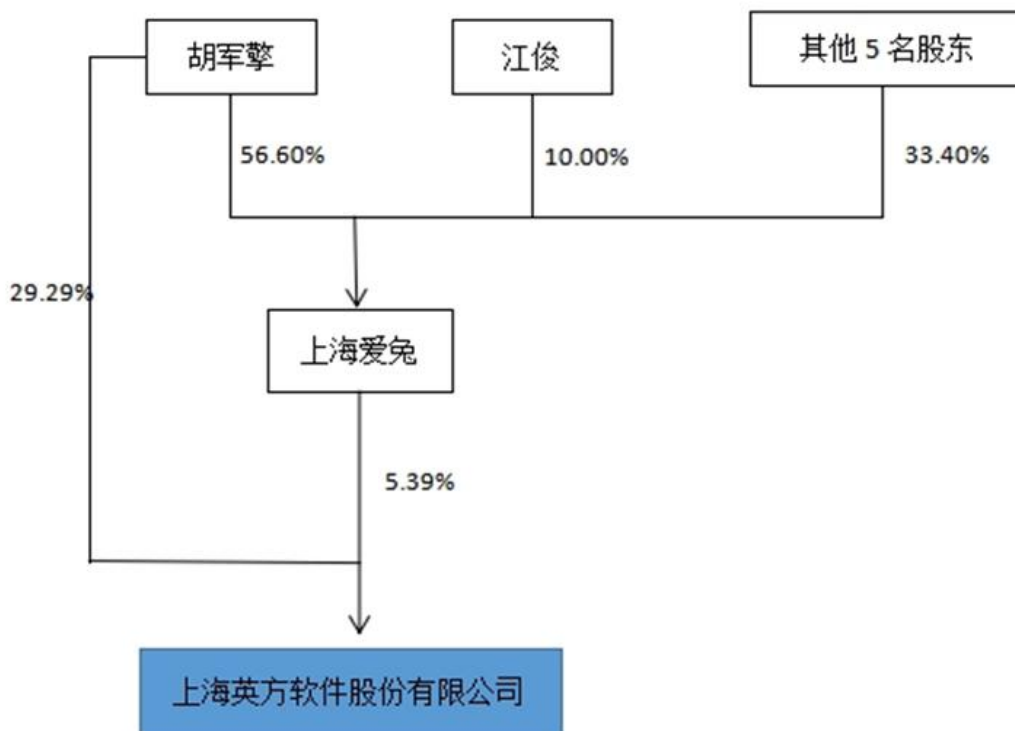 胡军擎
江俊
其他 5 名股东
56.60%
10.00%
33.40%
29.29%
上海爱兔
5.39%
上海英方软件股份有限公司